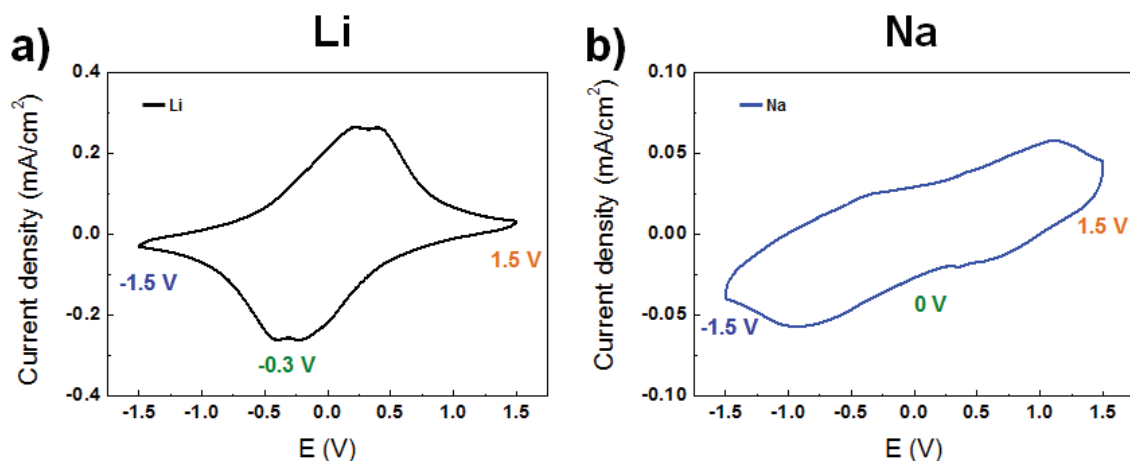 a)
Li
0.4
0.2
0.0
-0.2
-0.4
Current density (mA/cm²)
Li
-1.5 V
1.5 V
-0.3 V
-1.5 -1.0 -0.5 0.0 0.5 1.0 1.5
E (V)
b)
Na
0.10
0.05
0.00
-0.05
-0.10
Current density (mA/cm²)
Na
1.5 V
0 V
-1.5 V
-1.5 -1.0 -0.5 0.0 0.5 1.0 1.5
E (V)